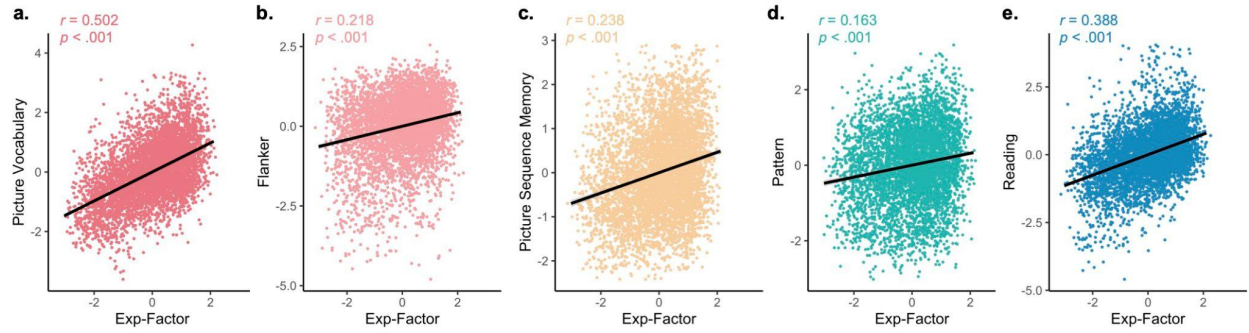 a.
r = 0.502
p < .001
4
2
0
-2
Picture Vocabulary
-2
0
2
Exp-Factor
b.
r = 0.218
p < .001
2.5
0.0
-2.5
-5.0
Flanker
-2
0
2
Exp-Factor
c.
r = 0.238
p < .001
3
2
1
0
-1
-2
Picture Sequence Memory
-2
0
2
Exp-Factor
d.
r = 0.163
p < .001
2
0
-2
Pattern
-2
0
2
Exp-Factor
e.
r = 0.388
p < .001
5.0
2.5
0.0
-2.5
-5.0
Reading
-2
0
2
Exp-Factor